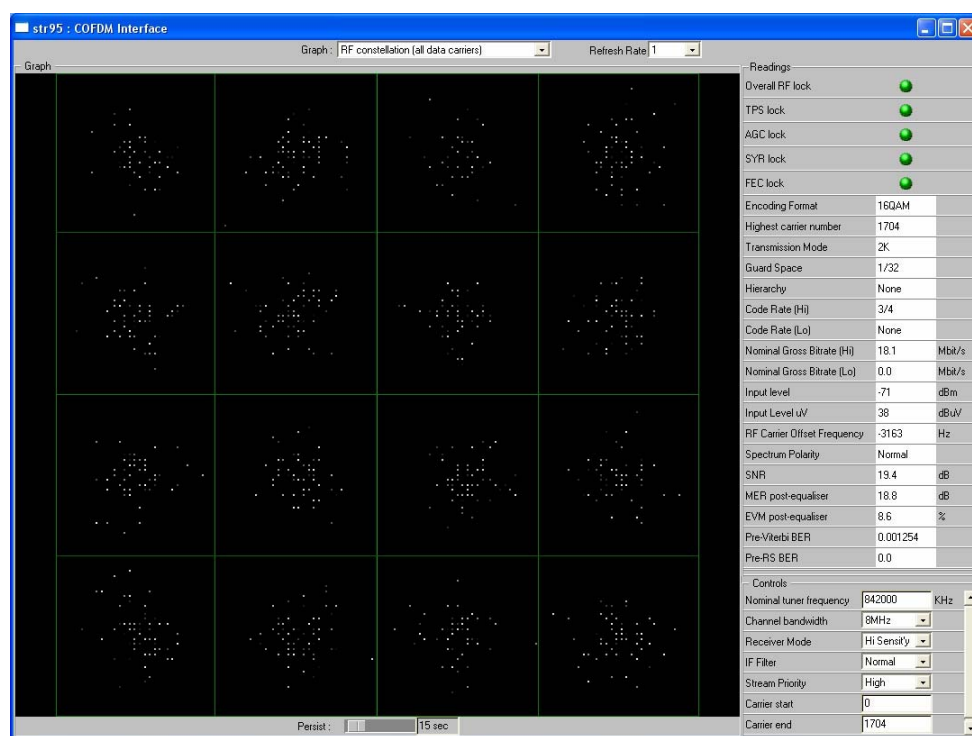 str95 : COFDM Interface
Graph : RF constellation (all data carriers) Refresh Rate 1
Graph
Readings
Overall RF lock
TPS lock
AGC lock
SYR lock
FEC lock
Encoding Format 16QAM
Highest carrier number 1704
Transmission Mode 2K
Guard Space 1/32
Hierarchy None
Code Rate (Hi) 3/4
Code Rate (Lo) None
Nominal Gross Bitrate (Hi) 18.1 Mbit/s
Nominal Gross Bitrate (Lo) 0.0 Mbit/s
Input level -71 dBm
Input Level uV 38 dBuV
RF Carrier Offset Frequency -3163 Hz
Spectrum Polarity Normal
SNR 19.4 dB
MER post-equaliser 18.8 dB
EVM post-equaliser 8.6 %
Pre-Viterbi BER 0.001254
Pre-RS BER 0.0
Controls
Nominal tuner frequency 842000 KHz
Channel bandwidth 8MHz
Receiver Mode Hi Sensit'y
IF Filter Normal
Stream Priority High
Carrier start 0
Carrier end 1704
Persist : 15 sec